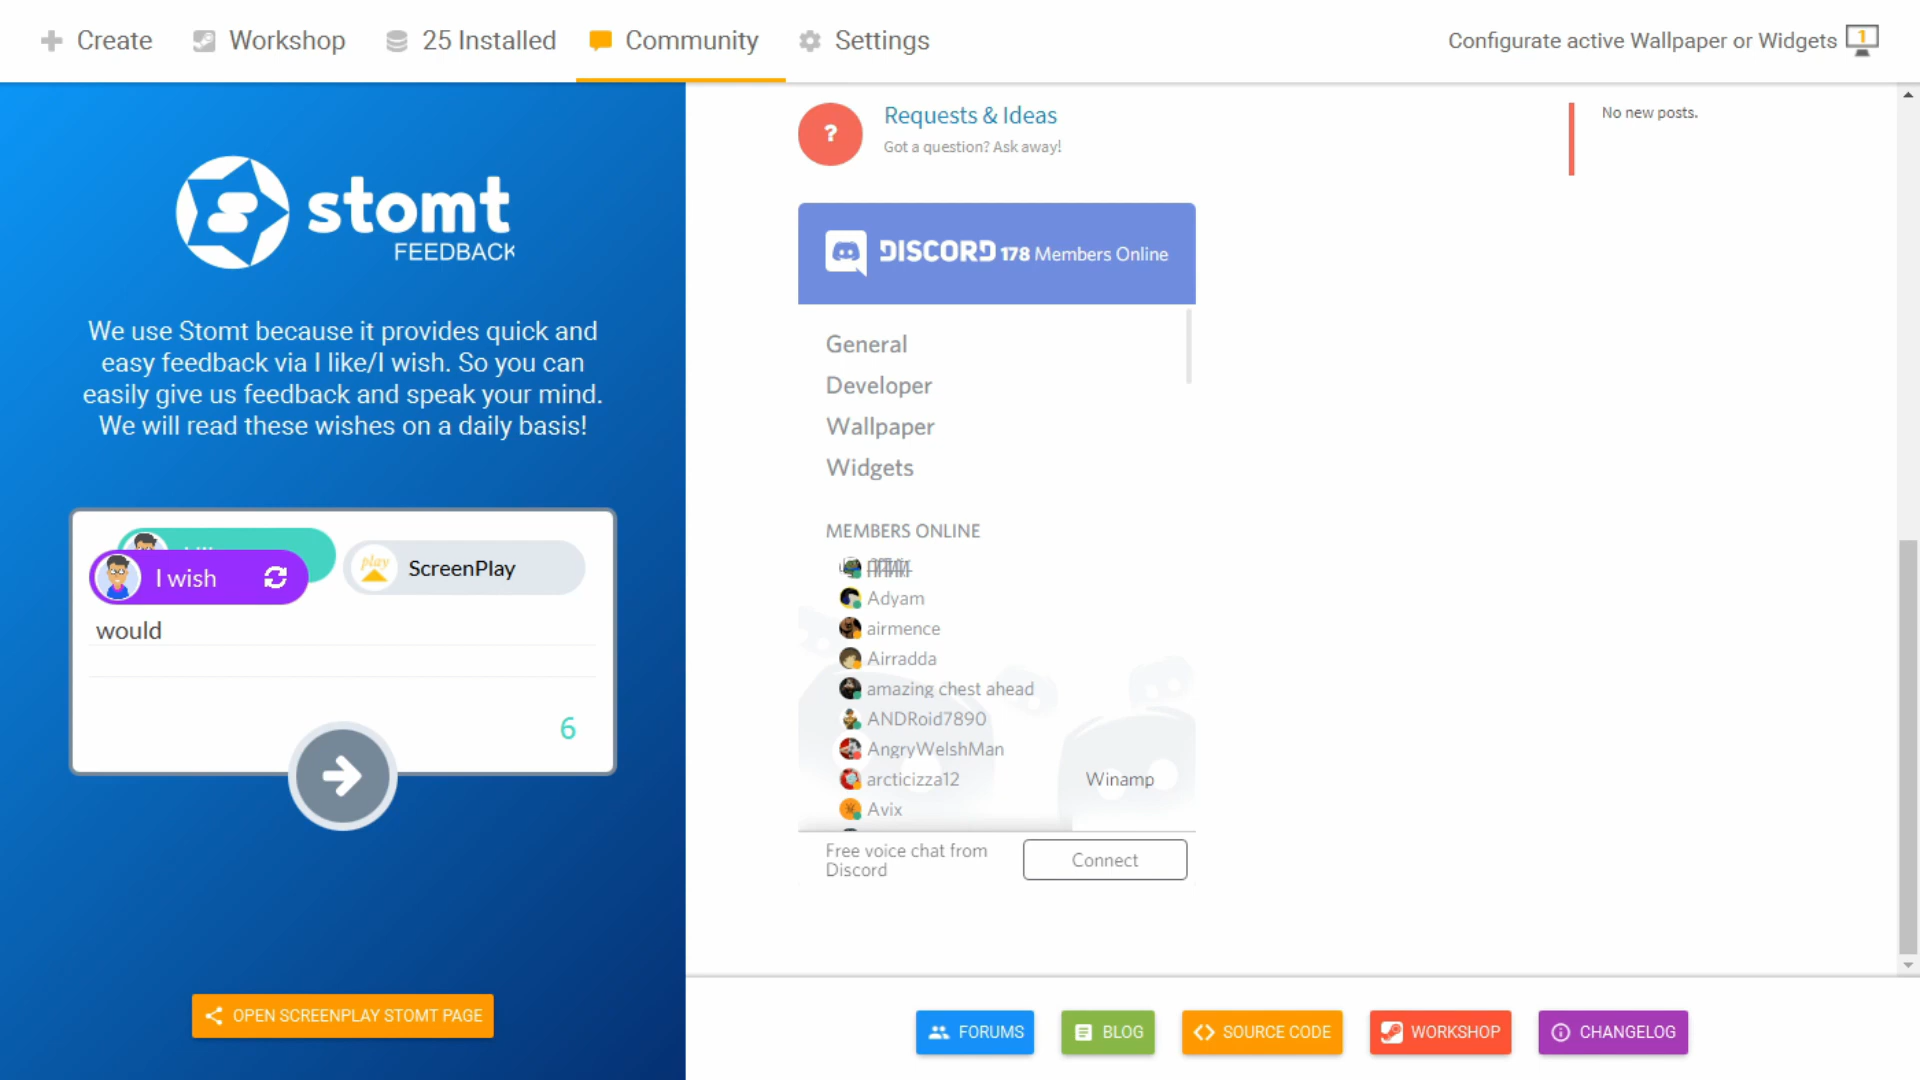 Create
Workshop
25 Installed
Community
Settings
Configurate active Wallpaper or Widgets
1
stomt
FEEDBACK
We use Stomt because it provides quick and
easy feedback via I like/I wish. So you can
easily give us feedback and speak your mind.
We will read these wishes on a daily basis!
I wish
play
ScreenPlay
would
6
OPEN SCREENPLAY STOMT PAGE
?
Requests & Ideas
Got a question? Ask away!
No new posts.
DISCORD 178 Members Online
General
Developer
Wallpaper
Widgets
MEMBERS ONLINE
Adyam
airmence
Airradda
amazing chest ahead
ANDRoid7890
AngryWelshMan
arcticizza12
Winamp
Avix
Free voice chat from
Discord
Connect
FORUMS
BLOG
SOURCE CODE
WORKSHOP
CHANGELOG